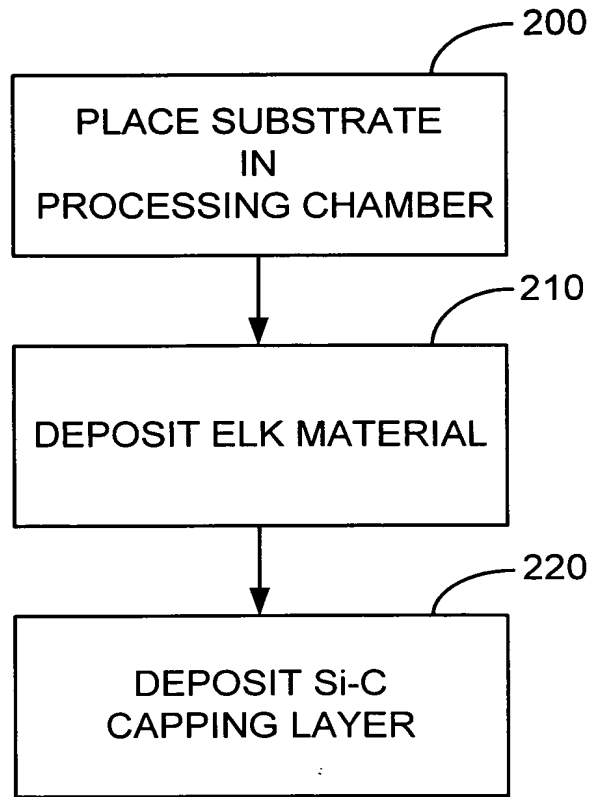 200
PLACE SUBSTRATE
IN
PROCESSING CHAMBER
210
DEPOSIT ELK MATERIAL
220
DEPOSIT Si-C
CAPPING LAYER